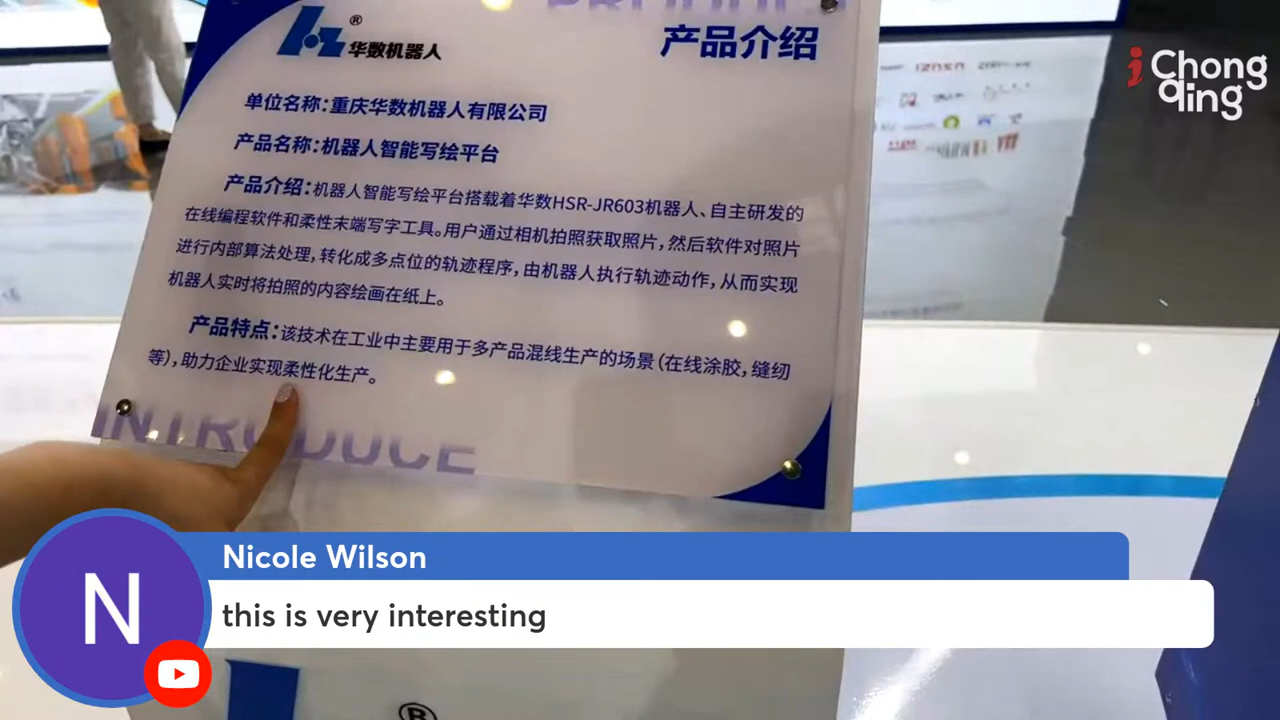 PRODUCT
华数机器人®
产品介绍
iChongqing
单位名称:重庆华数机器人有限公司
产品名称:机器人智能写绘平台
产品介绍:机器人智能写绘平台搭载着华数HSR-JR603机器人、自主研发的
在线编程软件和柔性末端写字工具。用户通过相机拍照获取照片,然后软件对照片
进行内部算法处理,转化成多点位的轨迹程序,由机器人执行轨迹动作,从而实现
机器人实时将拍照的内容绘画在纸上。
产品特点:该技术在工业中主要用于多产品混线生产的场景(在线涂胶,缝纫
等),助力企业实现柔性化生产。
INTRODUCE
Nicole Wilson
N
this is very interesting
®